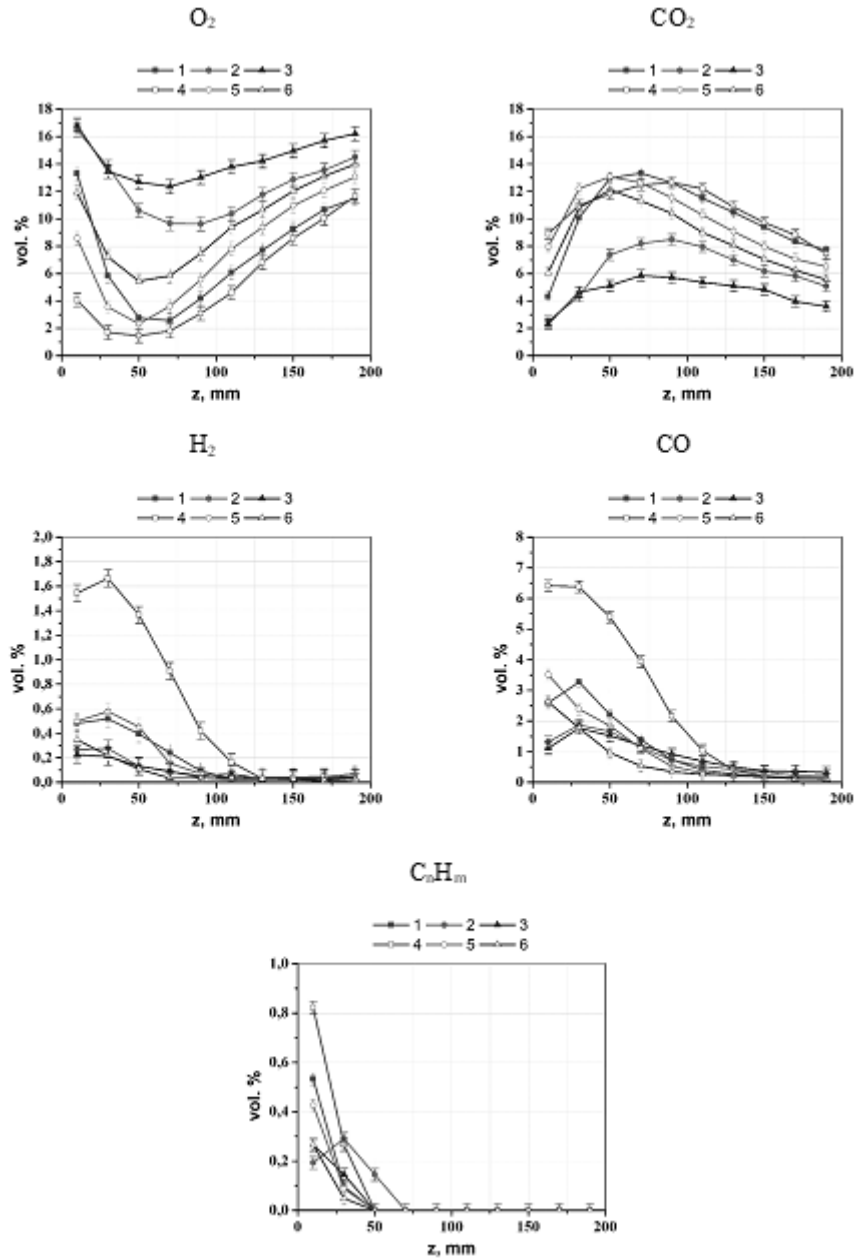 O₂ CO₂
1 2 3 1 2 3
4 5 6 4 5 6
18 18
16 16
14 14
12 12
10 10
8 8
6 6
4 4
2 2
0 0
vol. % vol. %
0 50 100 150 200 0 50 100 150 200
z, mm z, mm
H₂ CO
1 2 3 1 2 3
4 5 6 4 5 6
2,0 8
1,8 7
1,6 6
1,4 5
1,2 4
1,0 3
0,8 2
0,6 1
0,4 0
0,2
0,0
vol. % vol. %
0 50 100 150 200 0 50 100 150 200
z, mm z, mm
CₙHₘ
1 2 3
4 5 6
1,0
0,8
0,6
0,4
0,2
0,0
vol. %
0 50 100 150 200
z, mm